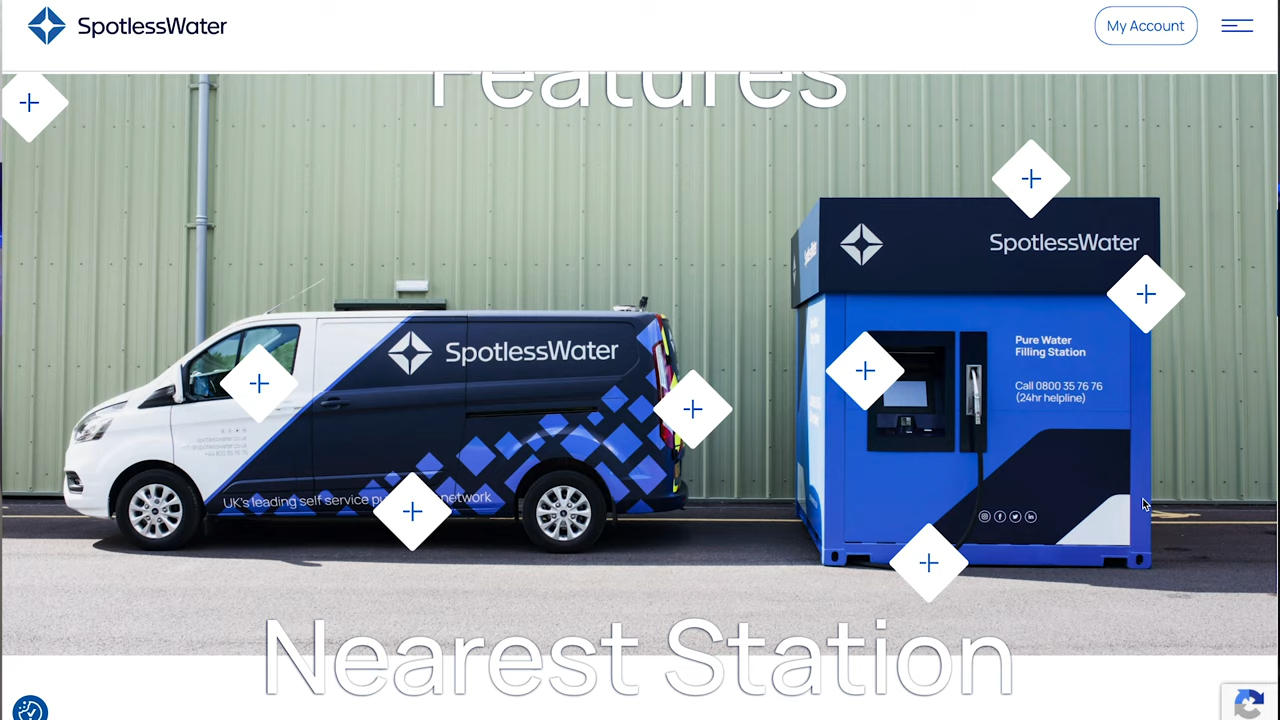 SpotlessWater
My Account
Features
SpotlessWater
SpotlessWater
Pure Water
Filling Station
Call 0800 35 76 76
(24hr helpline)
UK's leading self service network
Nearest Station